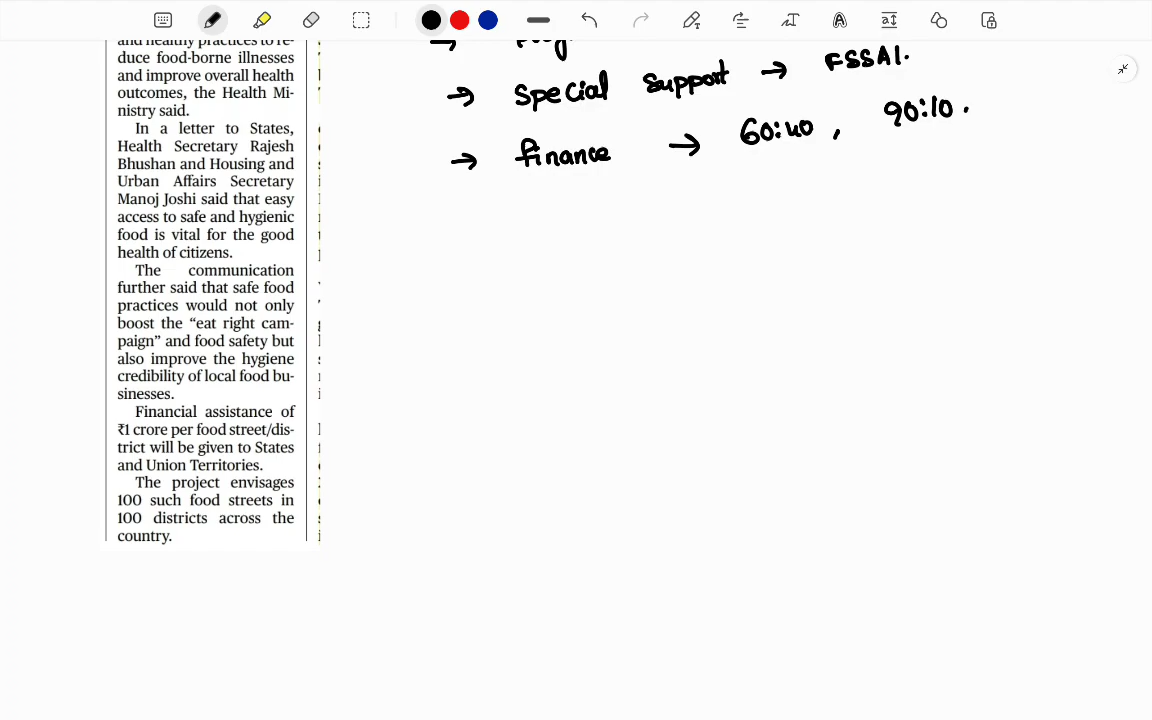 and healthy practices to re-
duce food-borne illnesses
and improve overall health
outcomes, the Health Mi-
nistry said.
In a letter to States,
Health Secretary Rajesh
Bhushan and Housing and
Urban Affairs Secretary
Manoj Joshi said that easy
access to safe and hygienic
food is vital for the good
health of citizens.
The communication
further said that safe food
practices would not only
boost the “eat right cam-
paign” and food safety but
also improve the hygiene
credibility of local food bu-
sinesses.
Financial assistance of
₹1 crore per food street/dis-
trict will be given to States
and Union Territories.
The project envisages
100 such food streets in
100 districts across the
country.
→ Special Support → FSSAI.
→ finance → 60:40, 90:10.